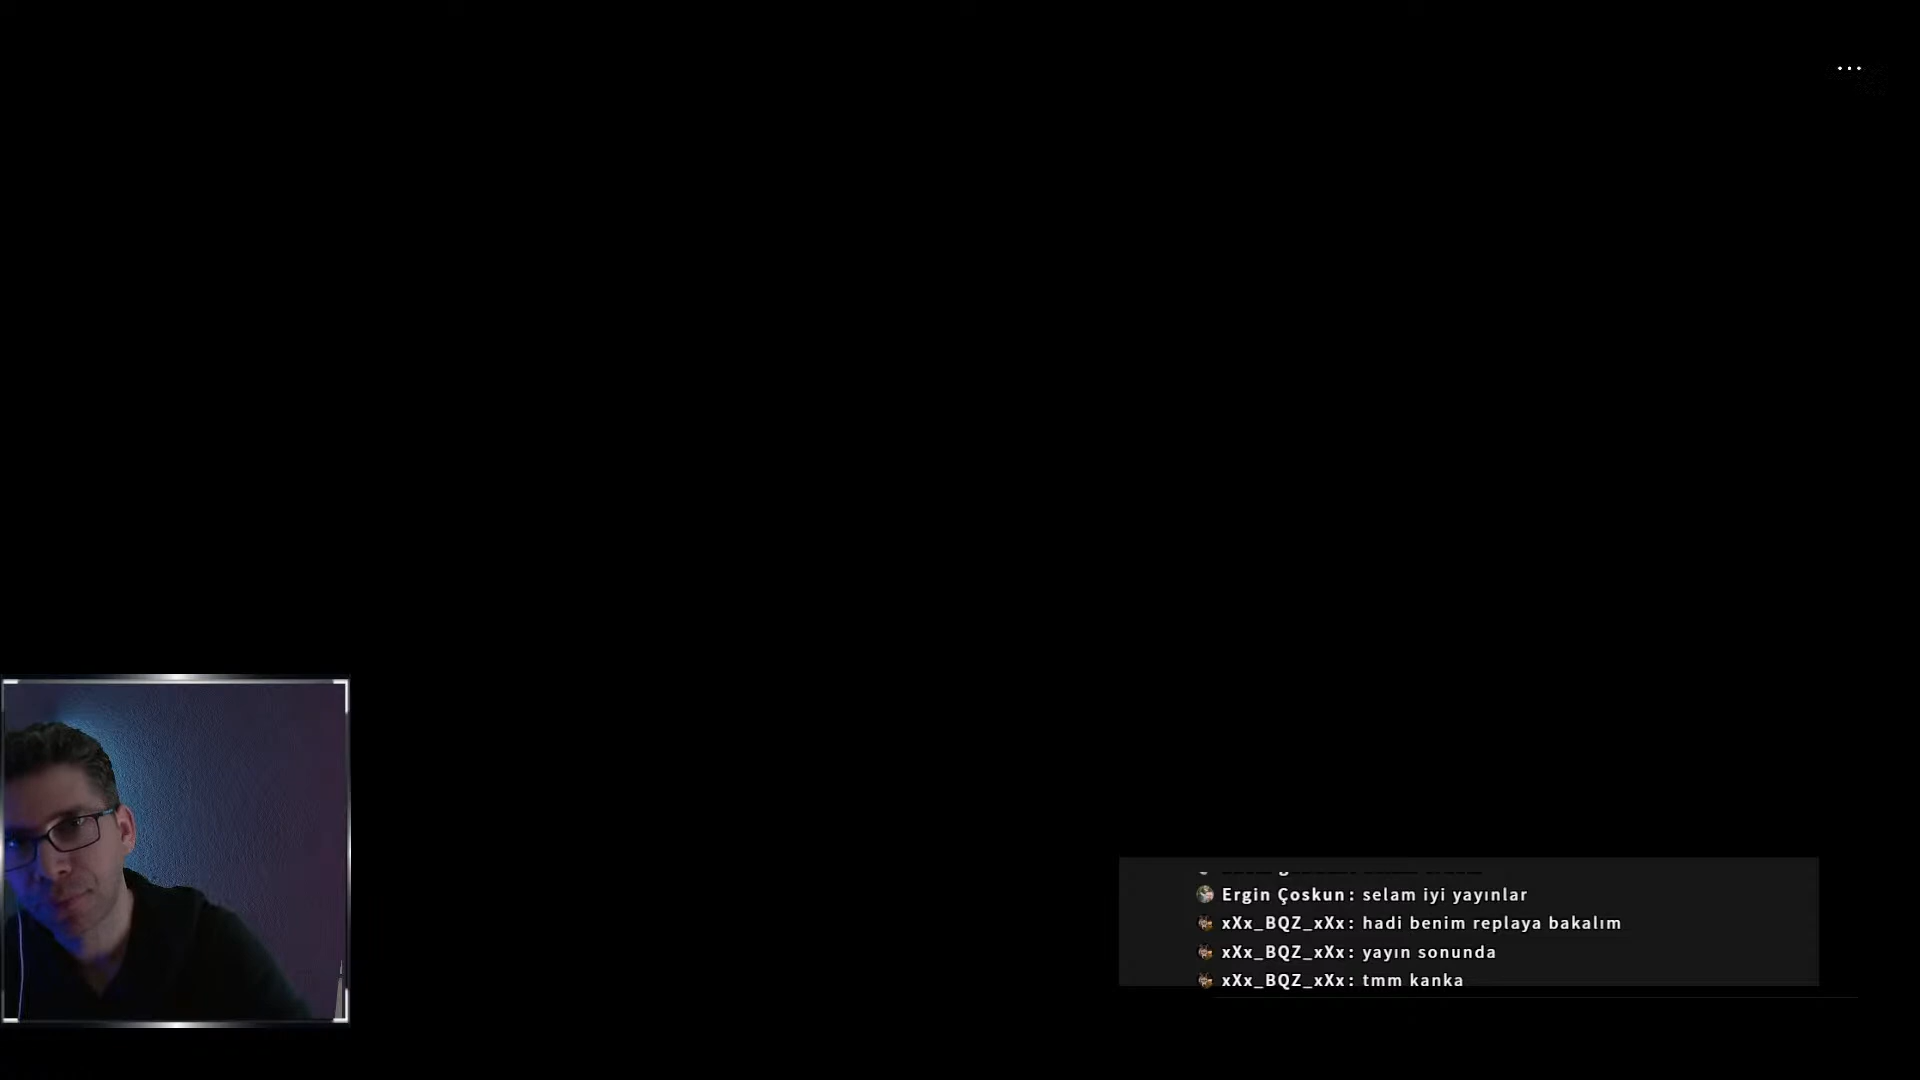 Ergin Çoskun: selam iyi yayınlar
xXx_BQZ_xXx: hadi benim replaya bakalım
xXx_BQZ_xXx: yayın sonunda
xXx_BQZ_xXx: tmm kanka